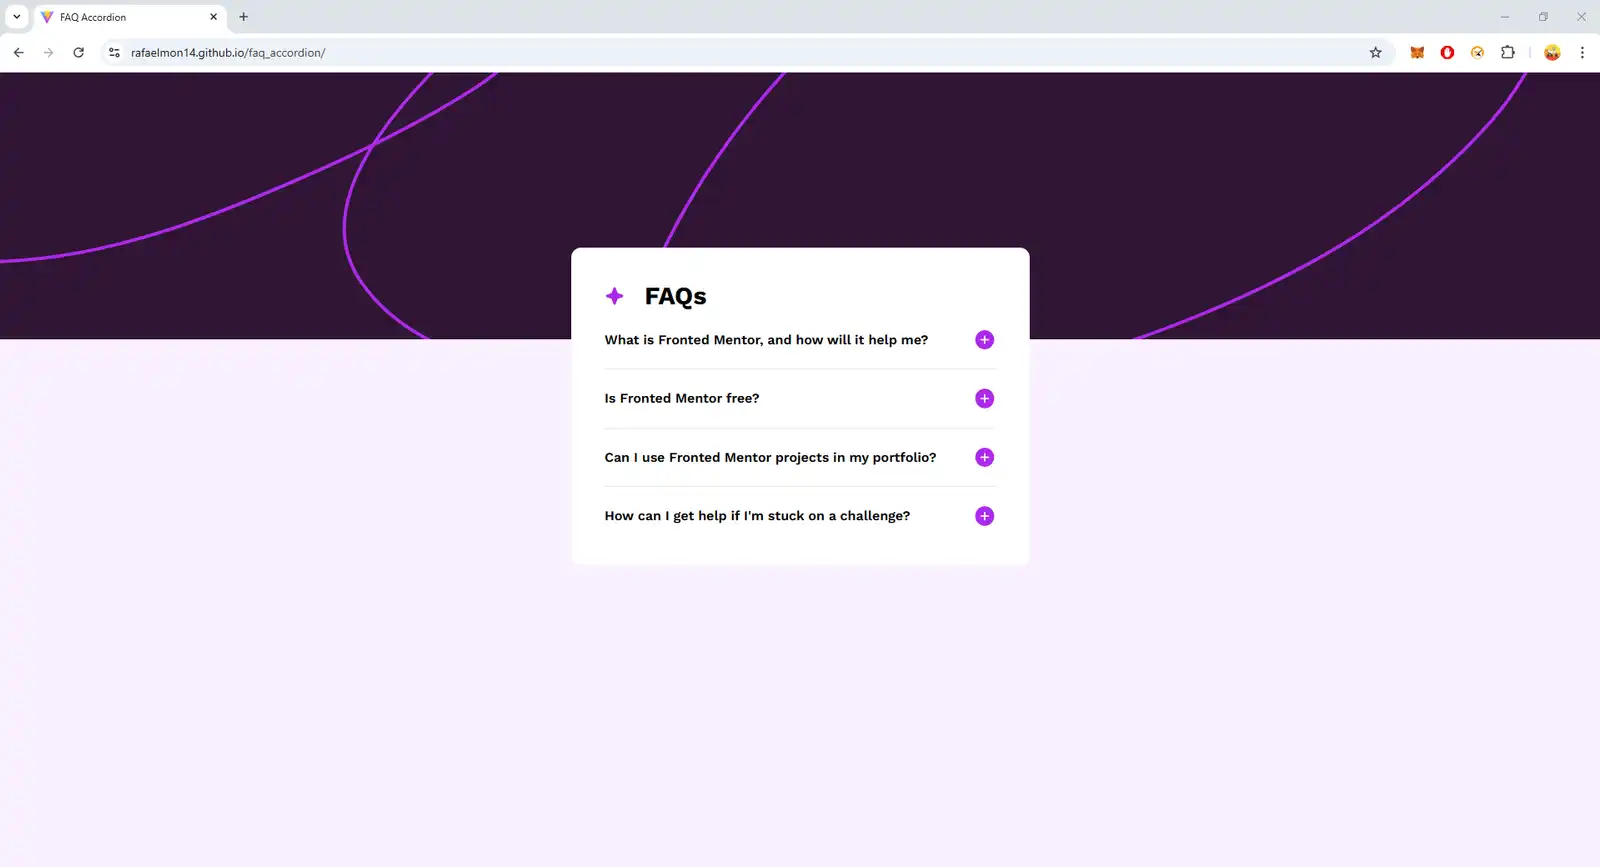 FAQ Accordion
rafaelmon14.github.io/faq_accordion/
FAQs
What is Fronted Mentor, and how will it help me?
Is Fronted Mentor free?
Can I use Fronted Mentor projects in my portfolio?
How can I get help if I'm stuck on a challenge?